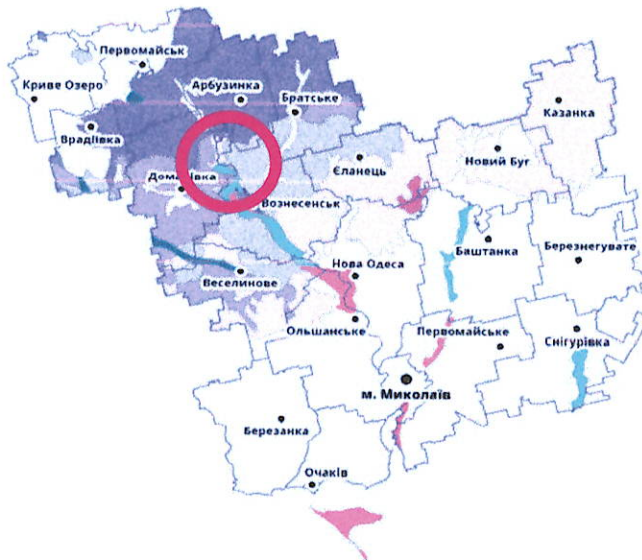 Первомайськ
Криве Озеро
Арбузинка
Братське
Казанка
Врадіївка
Єланець
Новий Буг
Вознесенськ
Баштанка
Березнегувате
Нова Одеса
Веселинове
Ольшанське
Первомайське
Снігурівка
м. Миколаїв
Березанка
Очаків